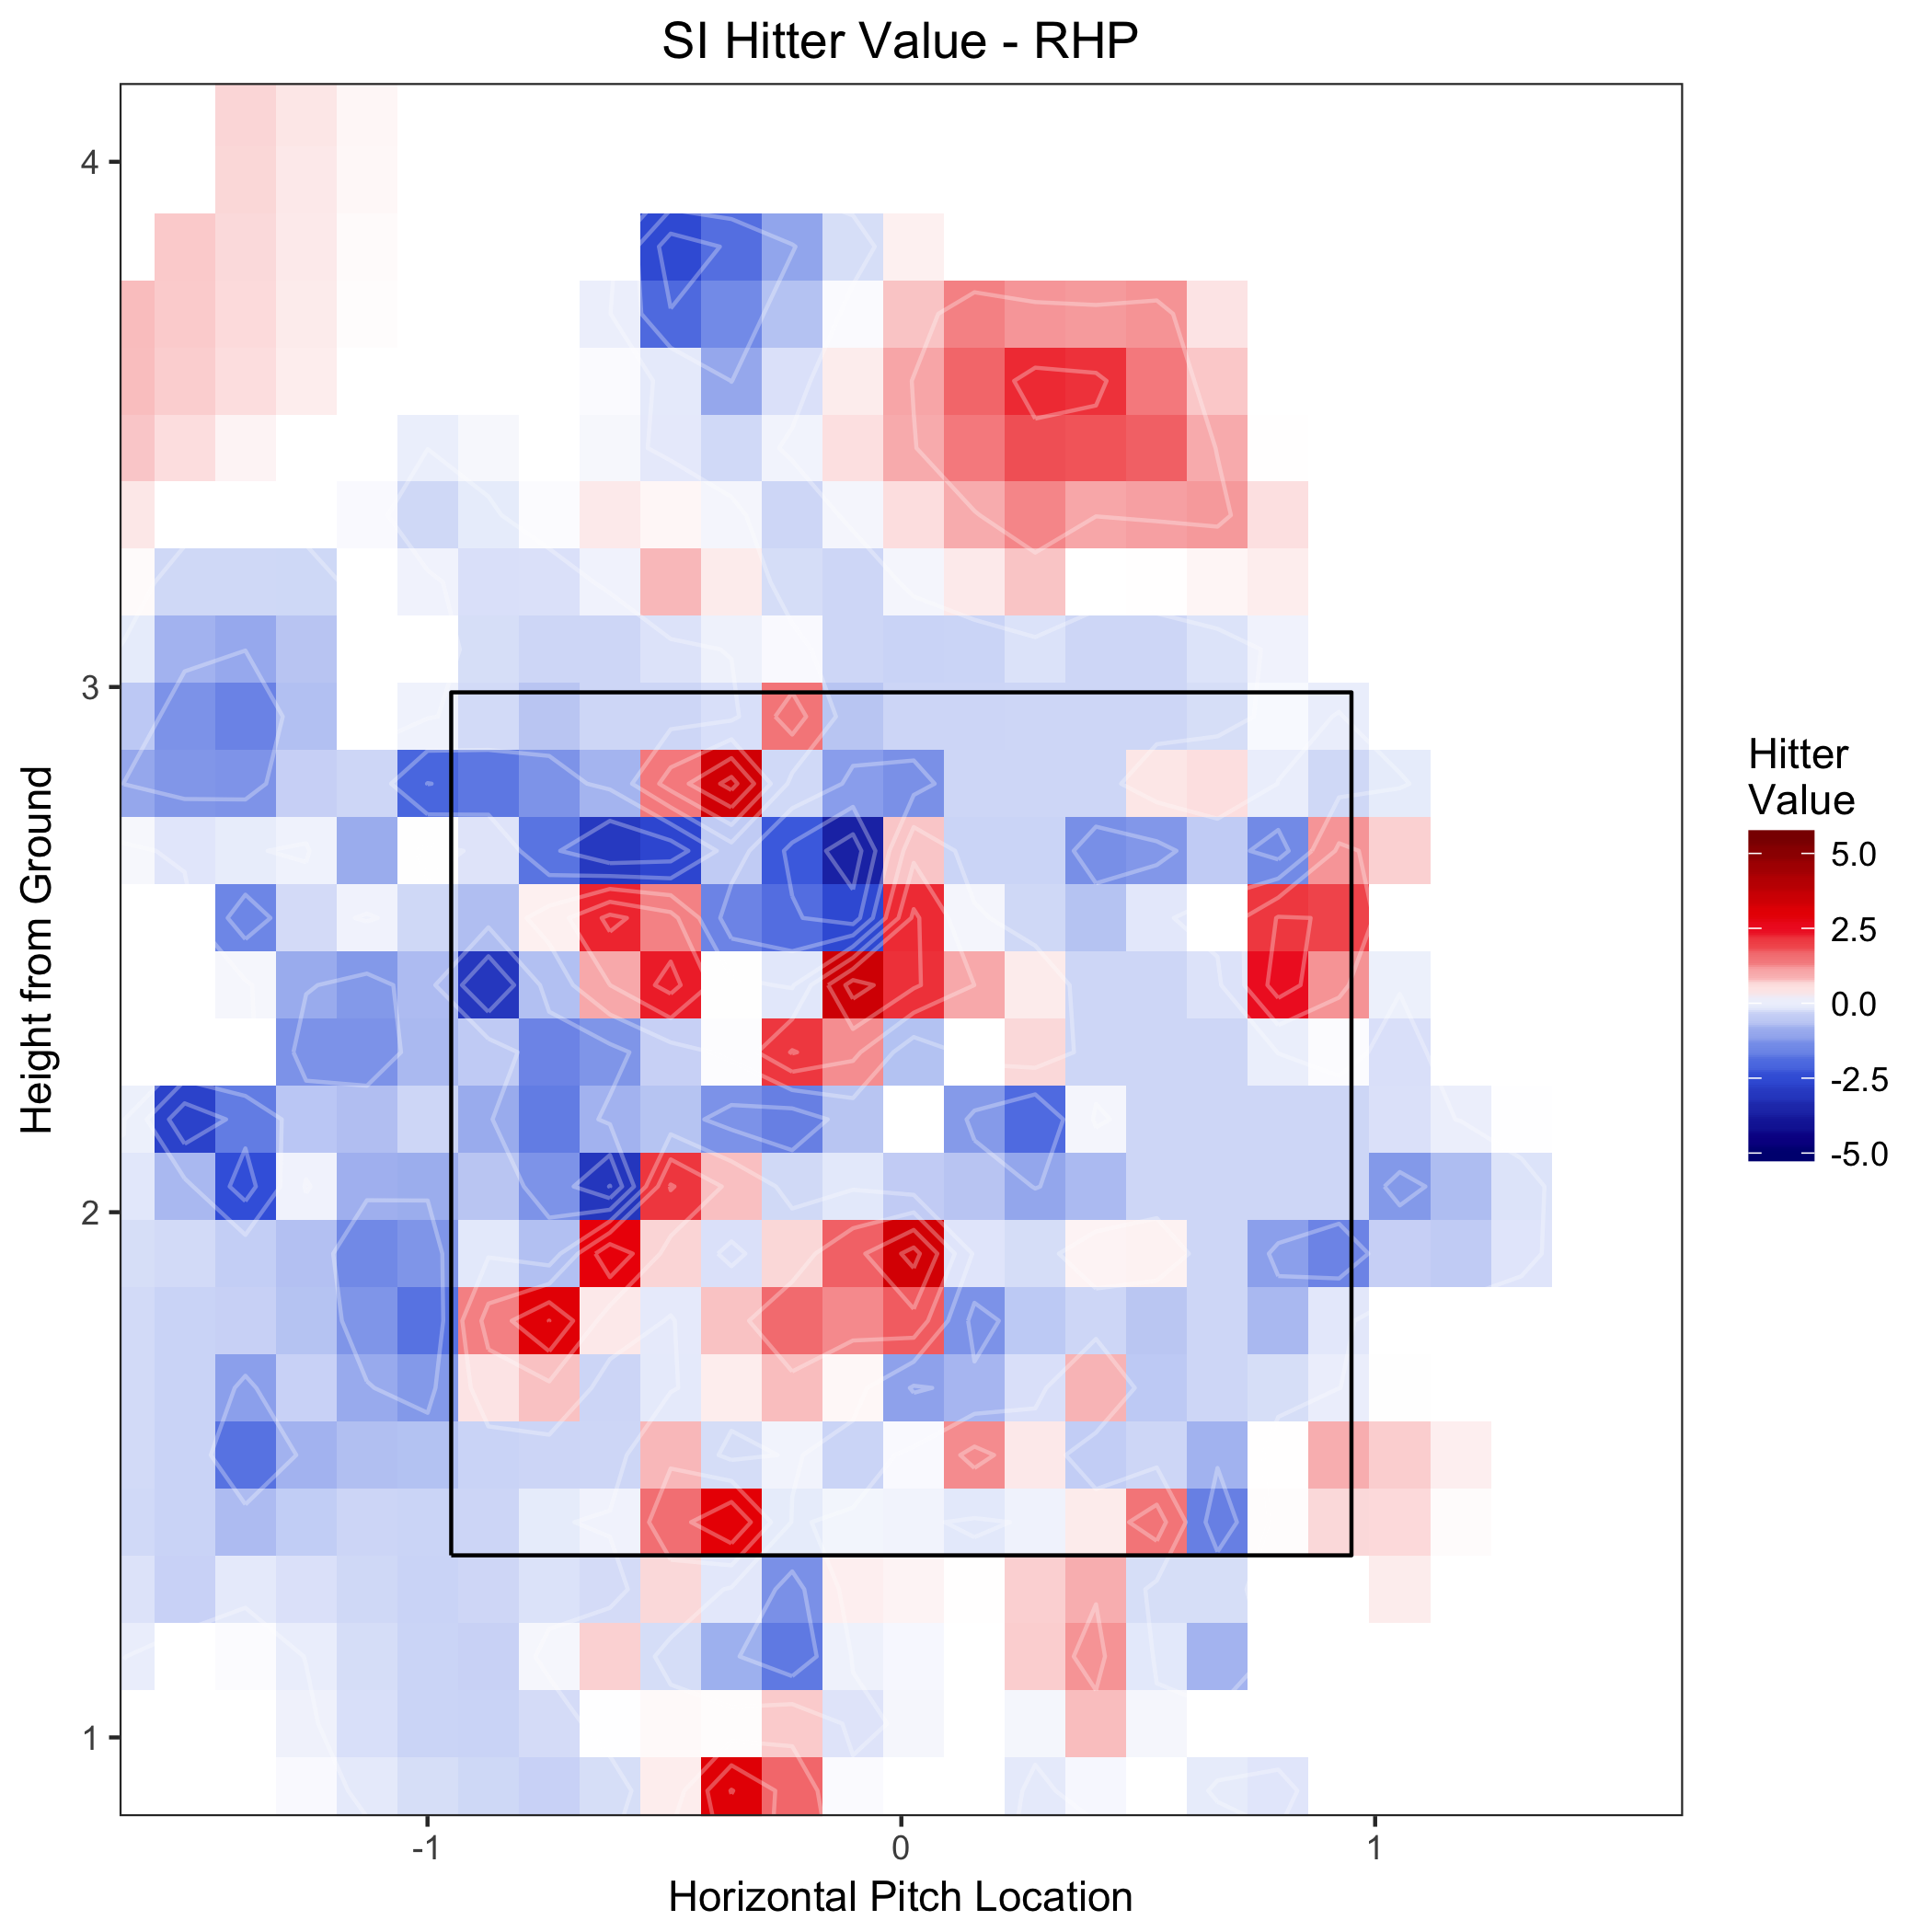 SI Hitter Value - RHP
4
3
2
1
Height from Ground
-1
0
1
Horizontal Pitch Location
Hitter
Value
5.0
2.5
0.0
-2.5
-5.0